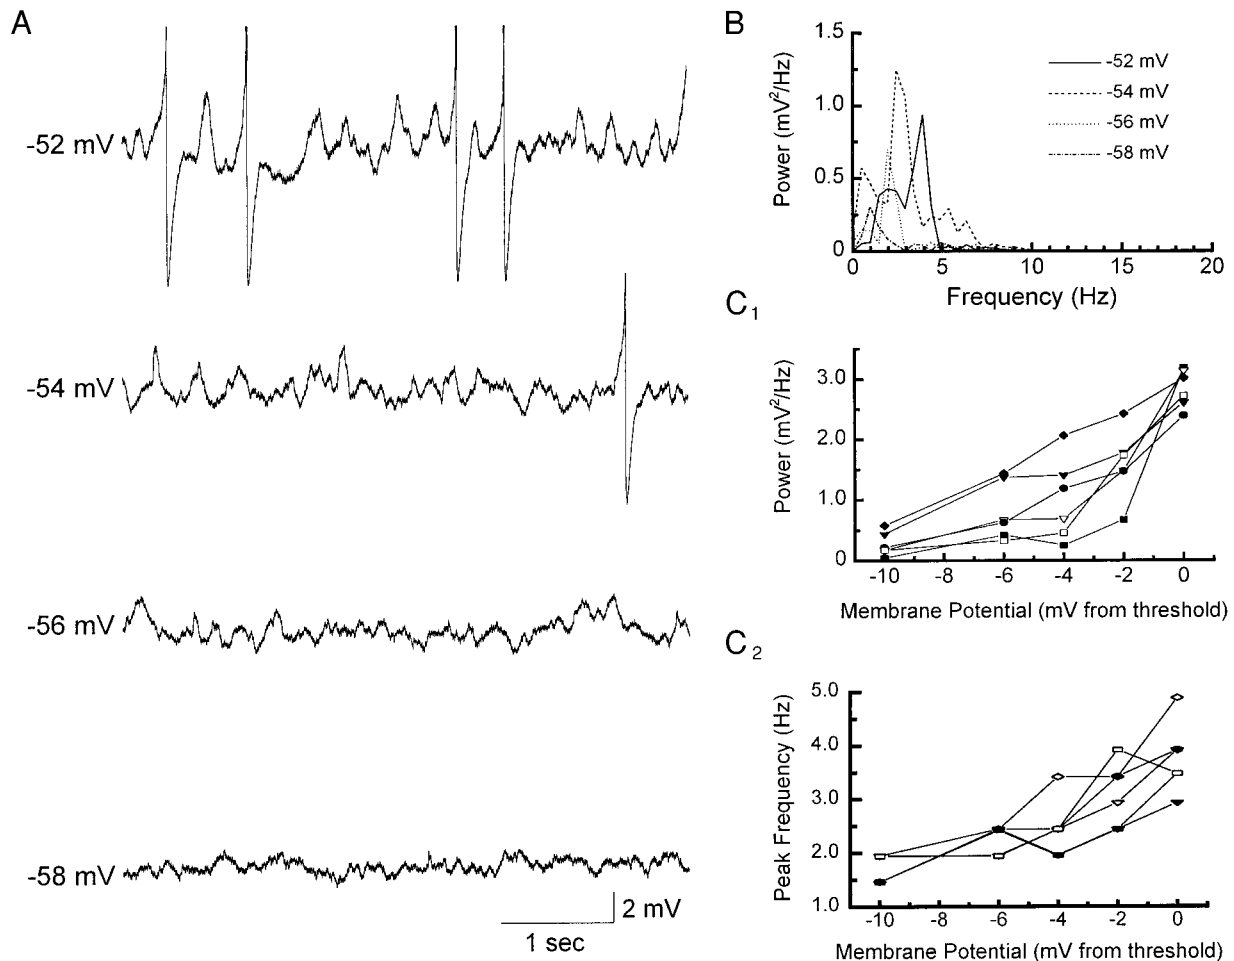 A
-52 mV
-54 mV
-56 mV
-58 mV
2 mV
1 sec
B
Power (mV²/Hz)
1.5
1.0
0.5
0
0 5 10 15 20
Frequency (Hz)
-52 mV
-54 mV
-56 mV
-58 mV
C₁
Power (mV²/Hz)
3.0
2.0
1.0
0
-10 -8 -6 -4 -2 0
Membrane Potential (mV from threshold)
C₂
Peak Frequency (Hz)
5.0
4.0
3.0
2.0
1.0
-10 -8 -6 -4 -2 0
Membrane Potential (mV from threshold)